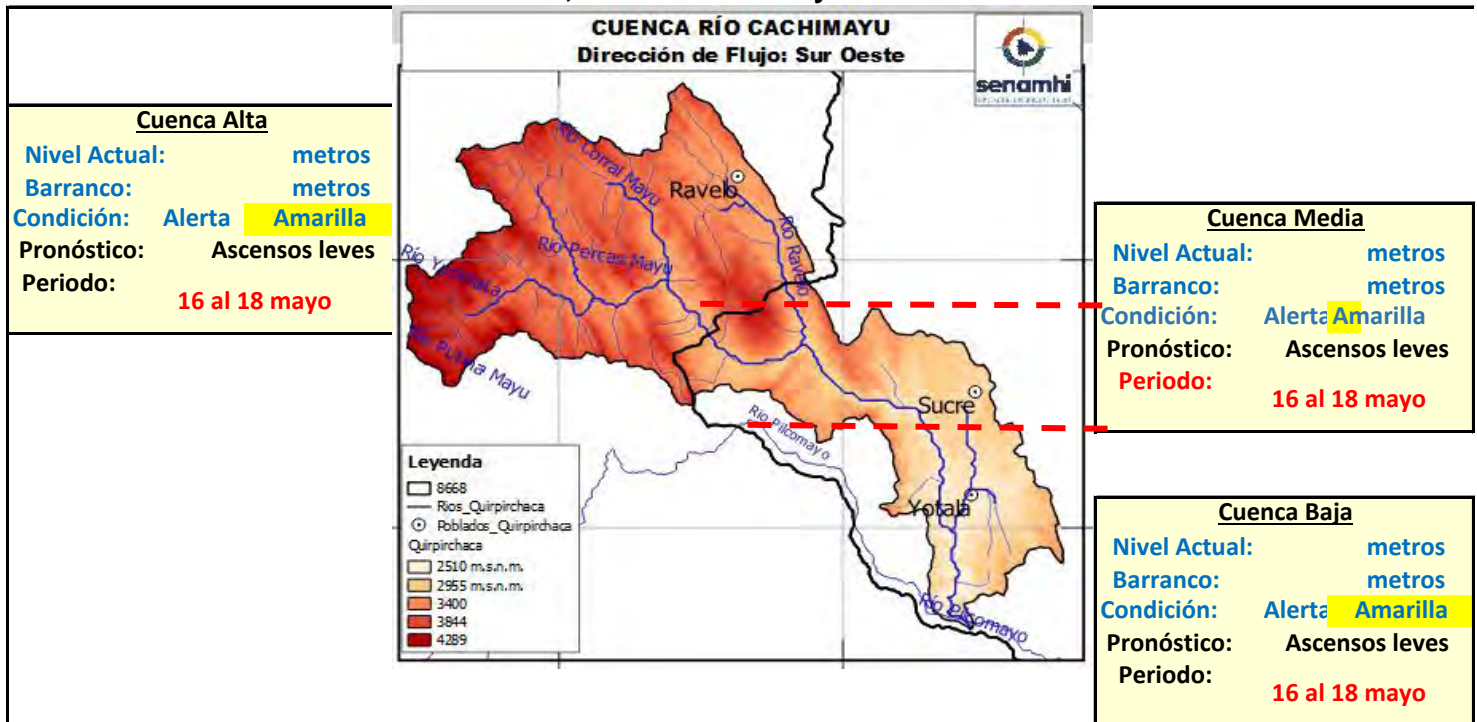 CUENCA RÍO CACHIMAYU
Dirección de Flujo: Sur Oeste
senamhi
Cuenca Alta
Nivel Actual: metros
Barranco: metros
Condición: Alerta Amarilla
Pronóstico: Ascensos leves
Periodo:
16 al 18 mayo
Río Corral Mayu
Ravelo
Río Ravelo
Río Percas Mayu
Río
Mayu
Sucre
Río Pilcomayo
Yotala
Río Pilcomayo
Leyenda
8668
Rios_Quirpirchaca
Poblados_Quirpirchaca
Quirpirchaca
2510 m.s.n.m.
2955 m.s.n.m.
3400
3844
4289
Cuenca Media
Nivel Actual: metros
Barranco: metros
Condición: Alerta Amarilla
Pronóstico: Ascensos leves
Periodo:
16 al 18 mayo
Cuenca Baja
Nivel Actual: metros
Barranco: metros
Condición: Alerta Amarilla
Pronóstico: Ascensos leves
Periodo:
16 al 18 mayo